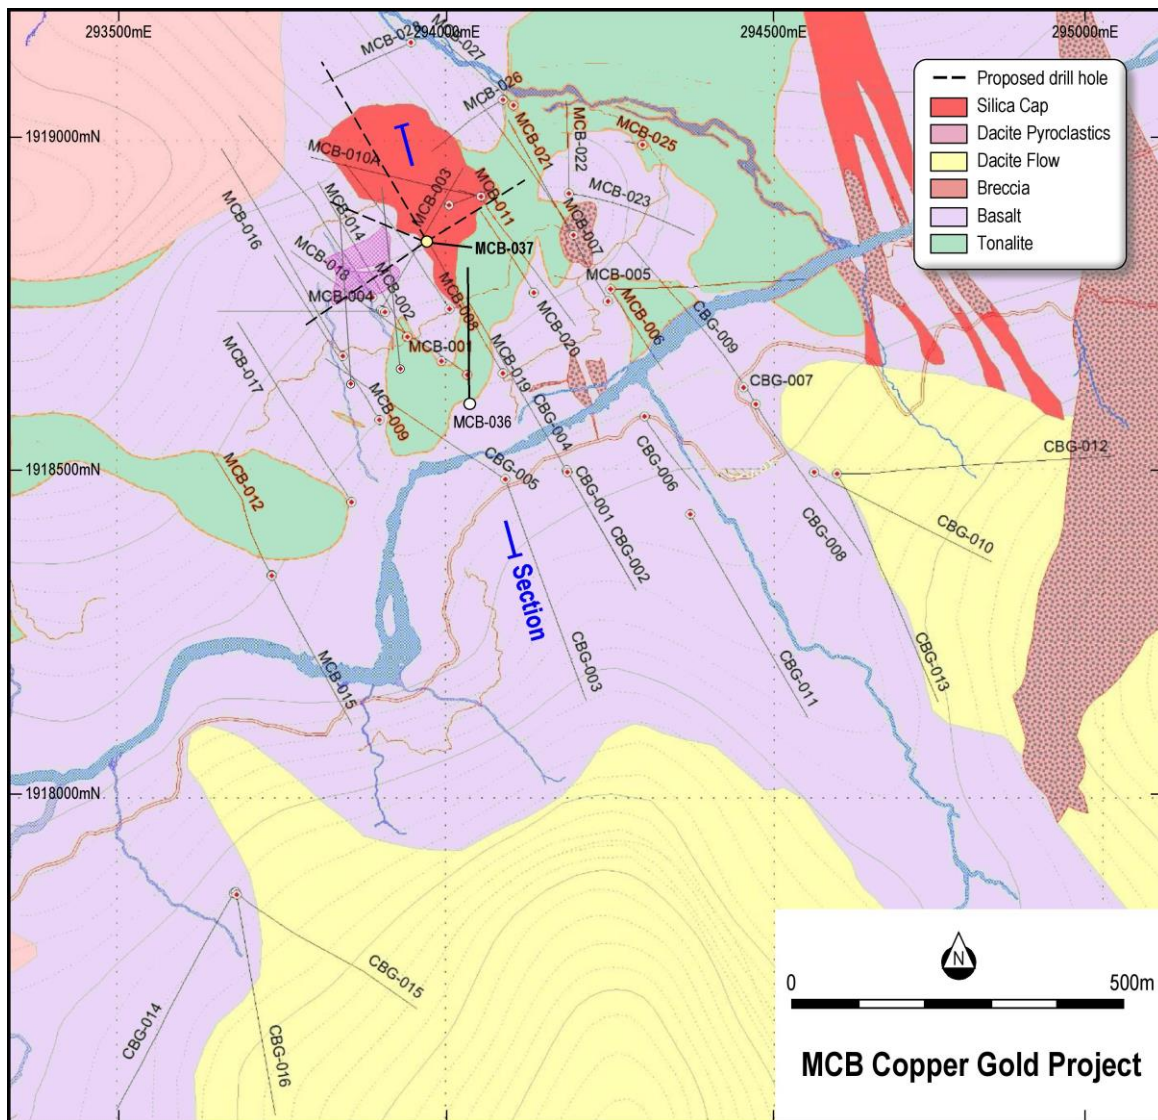 293500mE
294000mE
294500mE
295000mE
MCB-028
MCB-027
MCB-026
Proposed drill hole
Silica Cap
Dacite Pyroclastics
Dacite Flow
Breccia
Basalt
Tonalite
1919000mN
MCB-021
MCB-022
MCB-025
MCB-010A
MCB-003
MCB-011
MCB-023
MCB-016
MCB-014
MCB-007
MCB-037
MCB-018
MCB-005
MCB-004
MCB-002
MCB-008
MCB-006
MCB-020
CBG-009
MCB-001
MCB-017
MCB-019
CBG-007
MCB-036
MCB-009
CBG-004
CBG-012
1918500mN
MCB-012
CBG-005
CBG-006
CBG-001
CBG-002
CBG-008
CBG-010
Section
CBG-003
CBG-011
CBG-013
MCB-015
1918000mN
CBG-015
CBG-014
CBG-016
N
0
500m
MCB Copper Gold Project